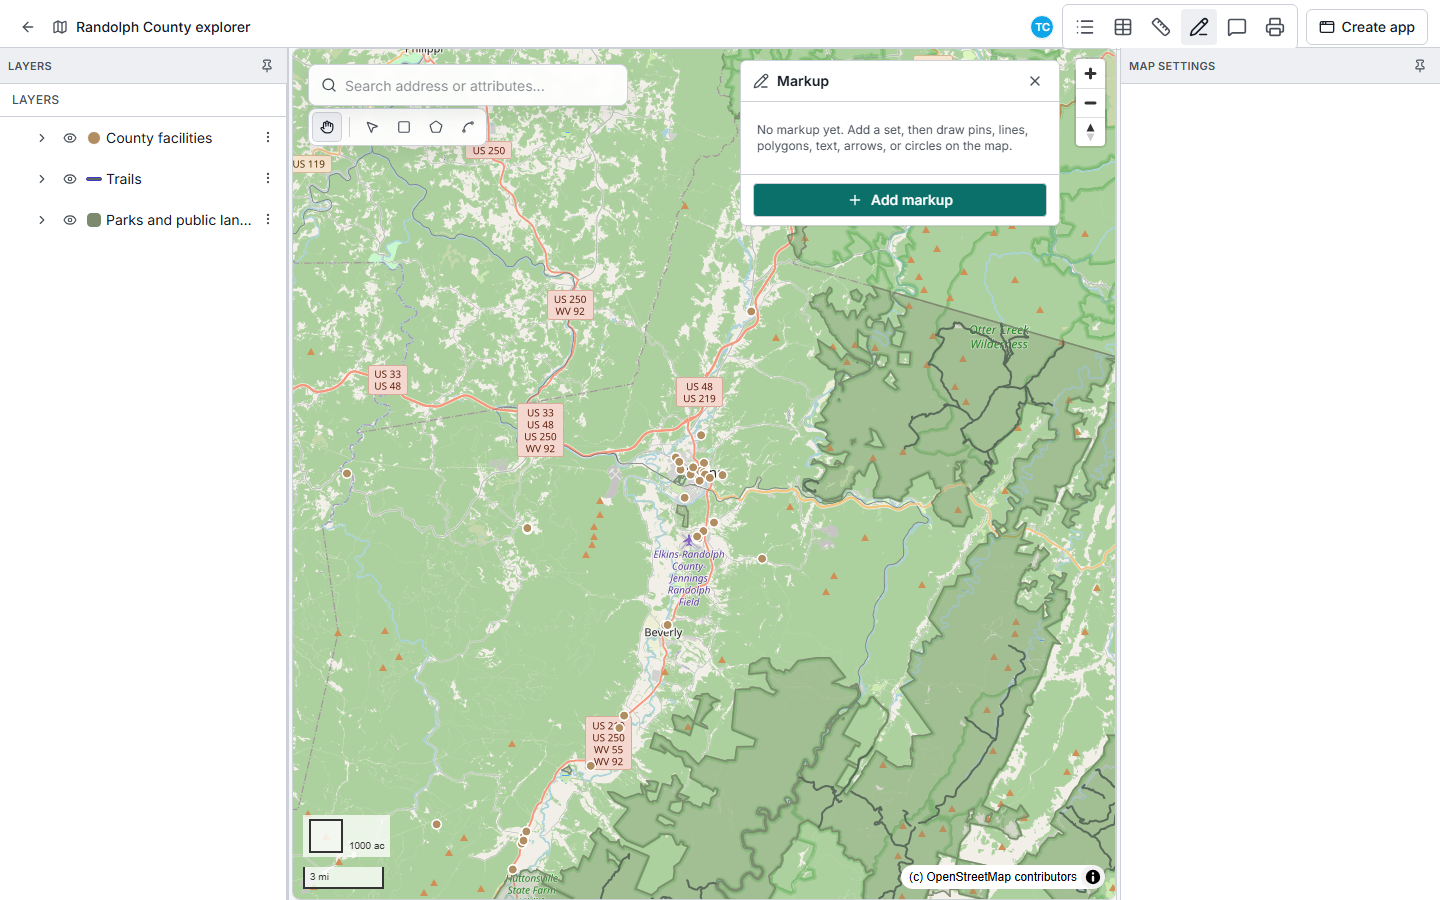 Randolph County explorer
TC
Create app
LAYERS
MAP SETTINGS
LAYERS
County facilities
Trails
Parks and public lan...
Search address or attributes...
Markup
No markup yet. Add a set, then draw pins, lines,
polygons, text, arrows, or circles on the map.
Add markup
US 250
US 119
US 250
WV 92
Otter Creek
Wilderness
US 33
US 48
US 48
US 219
US 33
US 48
US 250
WV 92
Elkins-Randolph
County-
Jennings
Randolph
Field
Beverly
US 219
US 250
WV 55
WV 92
1000 ac
3 mi
Huttonsville
State Farm
(c) OpenStreetMap contributors